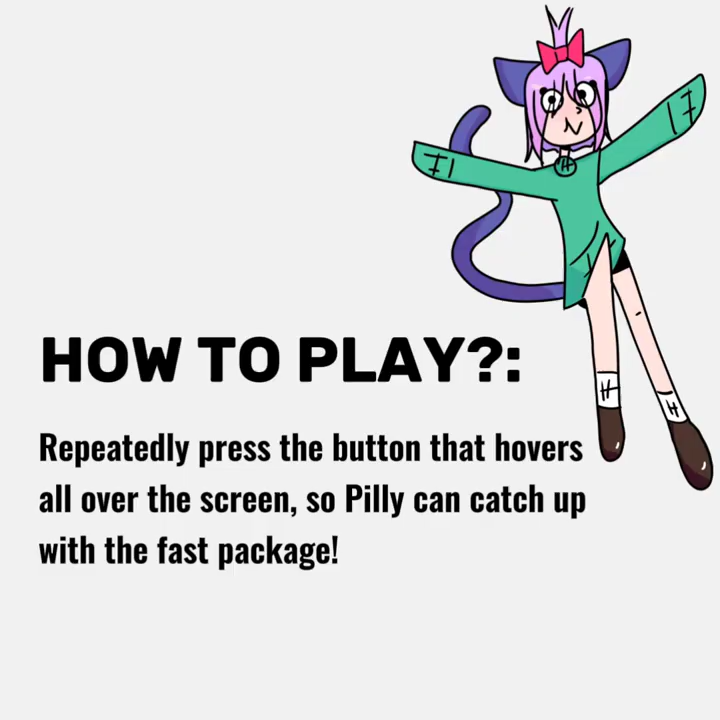 HOW TO PLAY?:
Repeatedly press the button that hovers
all over the screen, so Pilly can catch up
with the fast package!